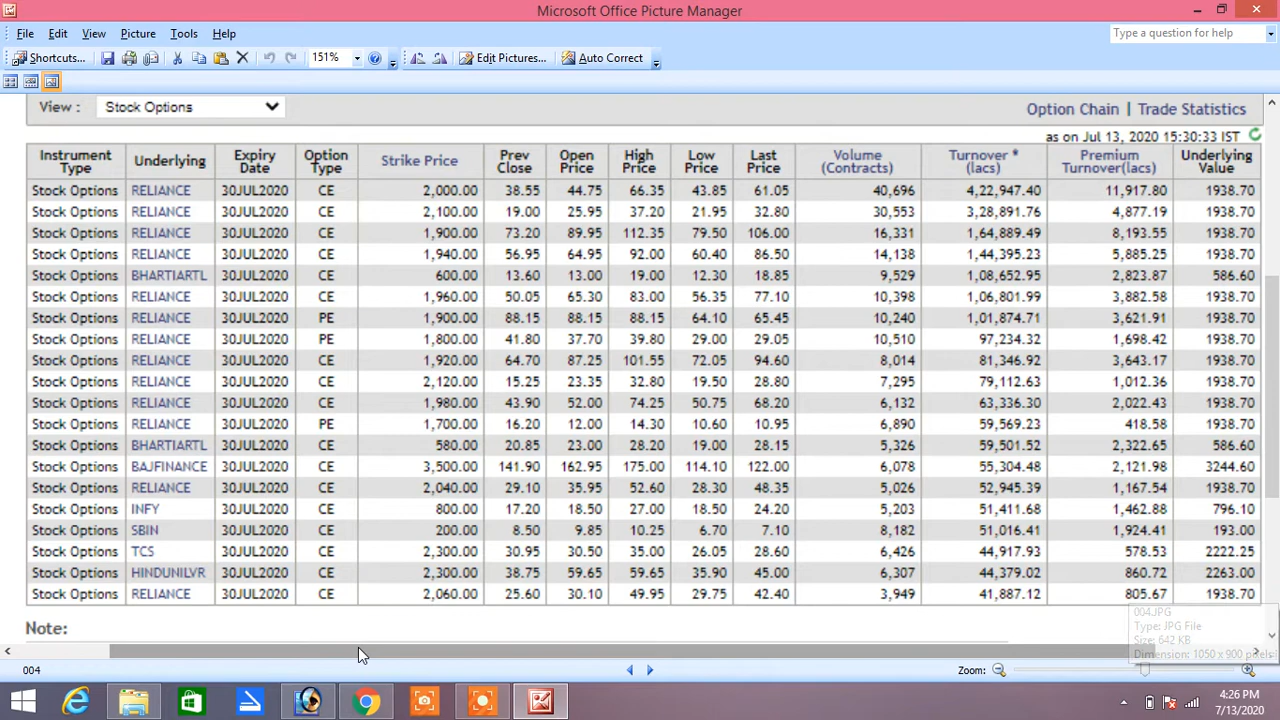 Microsoft Office Picture Manager
File Edit View Picture Tools Help
Type a question for help
Shortcuts... 151% Edit Pictures... Auto Correct
View : Stock Options
Option Chain | Trade Statistics
as on Jul 13, 2020 15:30:33 IST
Instrument Type Underlying Expiry Date Option Type Strike Price Prev Close Open Price High Price Low Price Last Price Volume (Contracts) Turnover * (lacs) Premium Turnover(lacs) Underlying Value
Stock Options RELIANCE 30JUL2020 CE 2,000.00 38.55 44.75 66.35 43.85 61.05 40,696 4,22,947.40 11,917.80 1938.70
Stock Options RELIANCE 30JUL2020 CE 2,100.00 19.00 25.95 37.20 21.95 32.80 30,553 3,28,891.76 4,877.19 1938.70
Stock Options RELIANCE 30JUL2020 CE 1,900.00 73.20 89.95 112.35 79.50 106.00 16,331 1,64,889.49 8,193.55 1938.70
Stock Options RELIANCE 30JUL2020 CE 1,940.00 56.95 64.95 92.00 60.40 86.50 14,138 1,44,395.23 5,885.25 1938.70
Stock Options BHARTIARTL 30JUL2020 CE 600.00 13.60 13.00 19.00 12.30 18.85 9,529 1,08,652.95 2,823.87 586.60
Stock Options RELIANCE 30JUL2020 CE 1,960.00 50.05 65.30 83.00 56.35 77.10 10,398 1,06,801.99 3,882.58 1938.70
Stock Options RELIANCE 30JUL2020 PE 1,900.00 88.15 88.15 88.15 64.10 65.45 10,240 1,01,874.71 3,621.91 1938.70
Stock Options RELIANCE 30JUL2020 PE 1,800.00 41.80 37.70 39.80 29.00 29.05 10,510 97,234.32 1,698.42 1938.70
Stock Options RELIANCE 30JUL2020 CE 1,920.00 64.70 87.25 101.55 72.05 94.60 8,014 81,346.92 3,643.17 1938.70
Stock Options RELIANCE 30JUL2020 CE 2,120.00 15.25 23.35 32.80 19.50 28.80 7,295 79,112.63 1,012.36 1938.70
Stock Options RELIANCE 30JUL2020 CE 1,980.00 43.90 52.00 74.25 50.75 68.20 6,132 63,336.30 2,022.43 1938.70
Stock Options RELIANCE 30JUL2020 PE 1,700.00 16.20 12.00 14.30 10.60 10.95 6,890 59,569.23 418.58 1938.70
Stock Options BHARTIARTL 30JUL2020 CE 580.00 20.85 23.00 28.20 19.00 28.15 5,326 59,501.52 2,322.65 586.60
Stock Options BAJFINANCE 30JUL2020 CE 3,500.00 141.90 162.95 175.00 114.10 122.00 6,078 55,304.48 2,121.98 3244.60
Stock Options RELIANCE 30JUL2020 CE 2,040.00 29.10 35.95 52.60 28.30 48.35 5,026 52,945.39 1,167.54 1938.70
Stock Options INFY 30JUL2020 CE 800.00 17.20 18.50 27.00 18.50 24.20 5,203 51,411.68 1,462.88 796.10
Stock Options SBIN 30JUL2020 CE 200.00 8.50 9.85 10.25 6.70 7.10 8,182 51,016.41 1,924.41 193.00
Stock Options TCS 30JUL2020 CE 2,300.00 30.95 30.50 35.00 26.05 28.60 6,426 44,917.93 578.53 2222.25
Stock Options HINDUNILVR 30JUL2020 CE 2,300.00 38.75 59.65 59.65 35.90 45.00 6,307 44,379.02 860.72 2263.00
Stock Options RELIANCE 30JUL2020 CE 2,060.00 25.60 30.10 49.95 29.75 42.40 3,949 41,887.12 805.67 1938.70
Note:
004.JPG
Type: JPG File
Size: 642 KB
Dimension: 1050 x 900 pixels
004
Zoom:
4:26 PM
7/13/2020